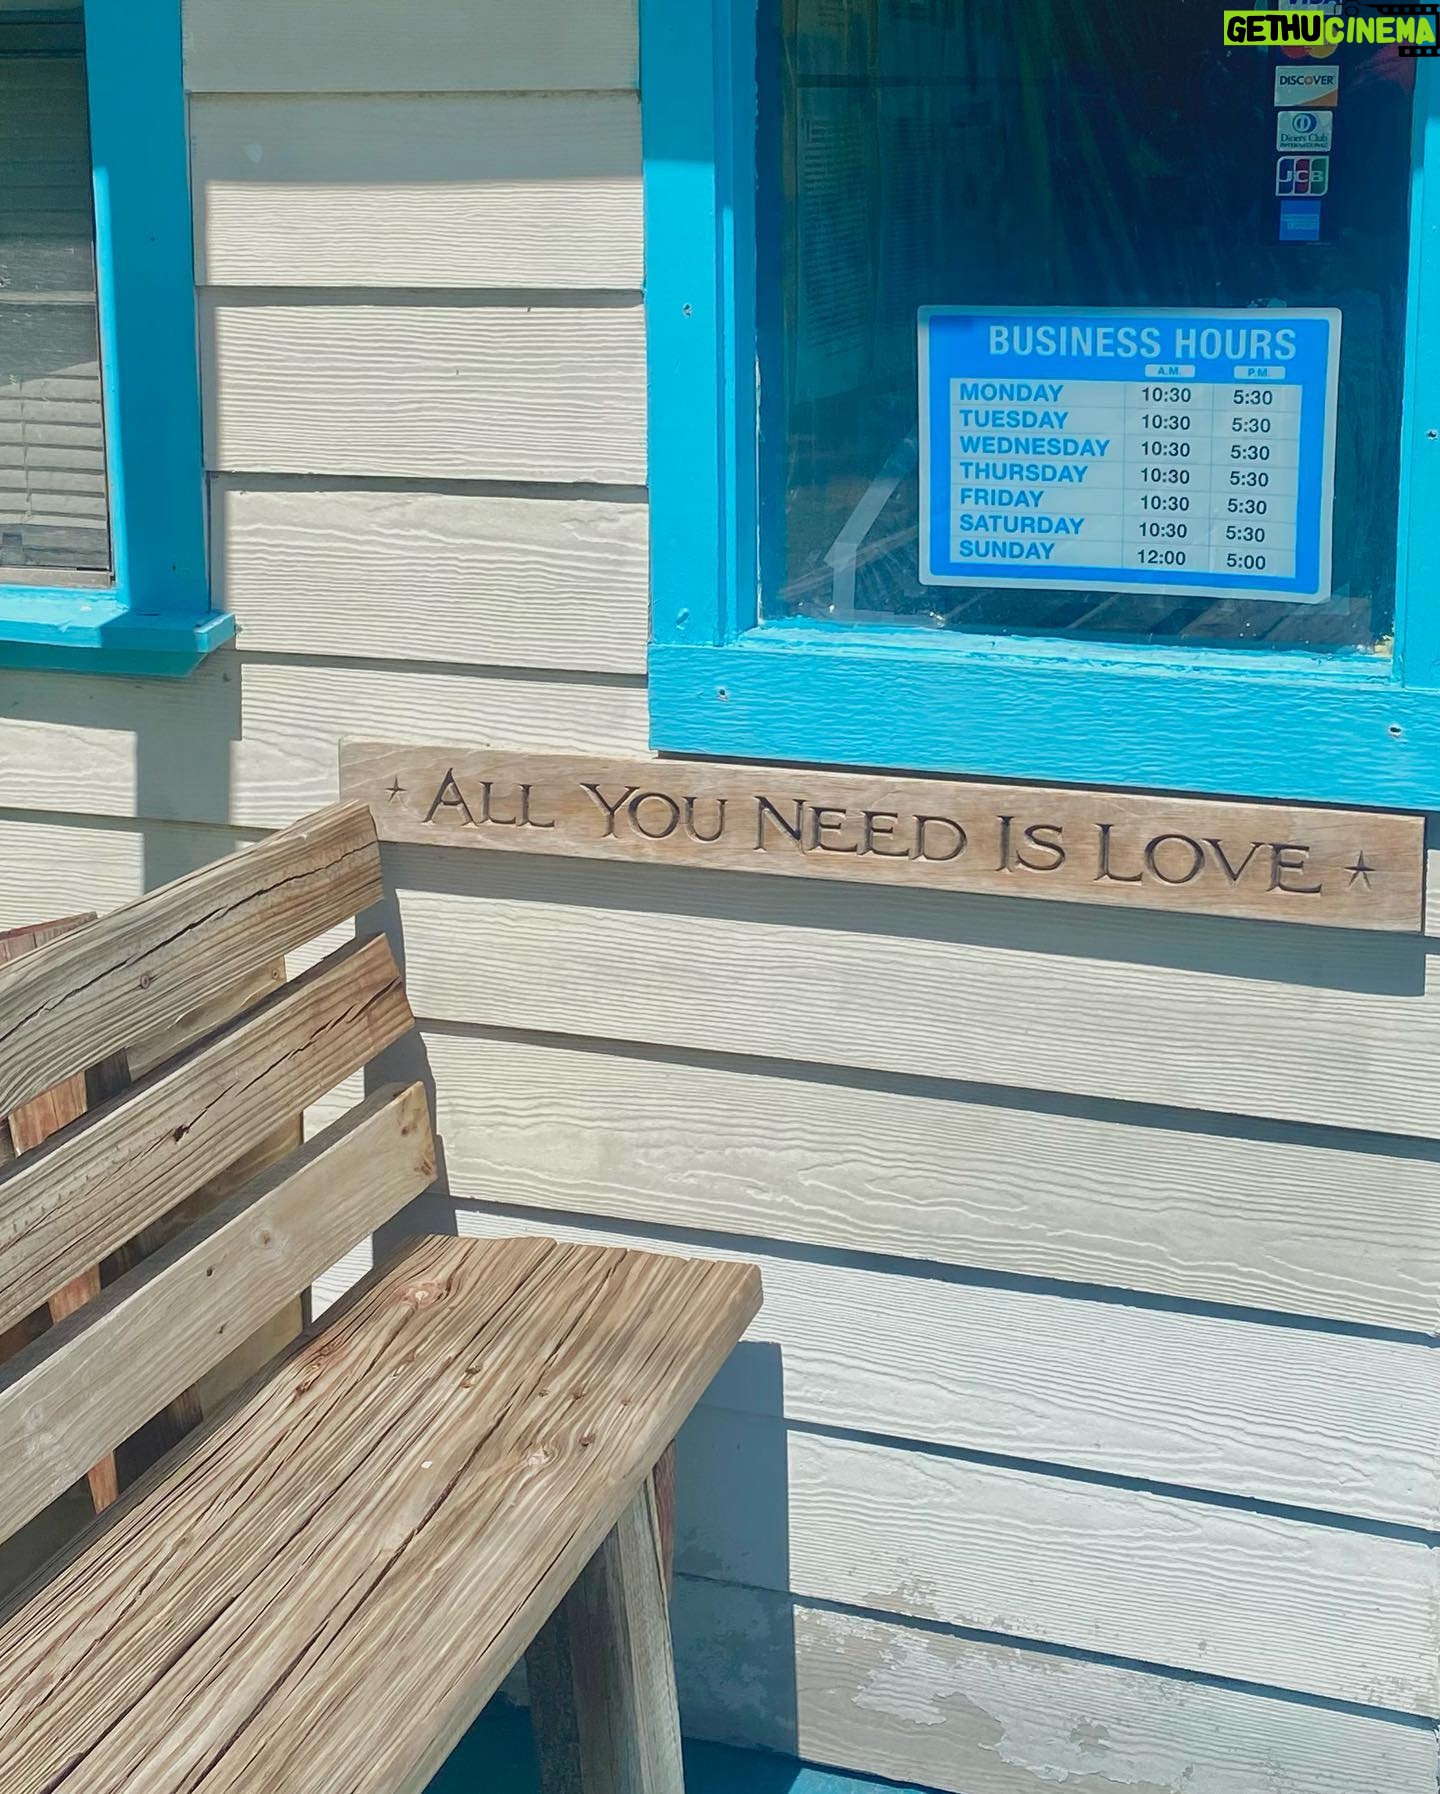 GETHUCINEMA
VISA
DISCOVER
Diners Club
INTERNATIONAL
JCB
BUSINESS HOURS
A.M. P.M.
MONDAY 10:30 5:30
TUESDAY 10:30 5:30
WEDNESDAY 10:30 5:30
THURSDAY 10:30 5:30
FRIDAY 10:30 5:30
SATURDAY 10:30 5:30
SUNDAY 12:00 5:00
ALL YOU NEED IS LOVE